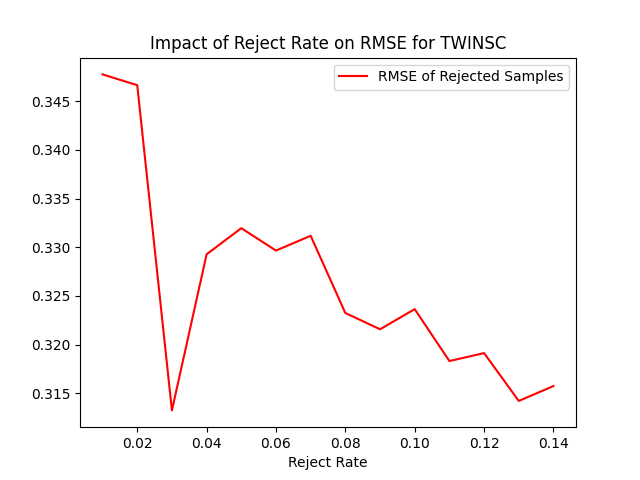 Impact of Reject Rate on RMSE for TWINSC
RMSE of Rejected Samples
0.345
0.340
0.335
0.330
0.325
0.320
0.315
0.02 0.04 0.06 0.08 0.10 0.12 0.14
Reject Rate